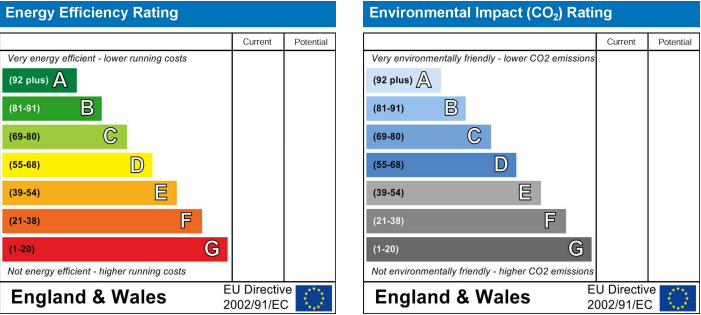 Energy Efficiency Rating
Current Potential
Very energy efficient - lower running costs
(92 plus) A
(81-91) B
(69-80) C
(55-68) D
(39-54) E
(21-38) F
(1-20) G
Not energy efficient - higher running costs
England & Wales
EU Directive
2002/91/EC
Environmental Impact (CO₂) Rating
Current Potential
Very environmentally friendly - lower CO2 emissions
(92 plus) A
(81-91) B
(69-80) C
(55-68) D
(39-54) E
(21-38) F
(1-20) G
Not environmentally friendly - higher CO2 emissions
England & Wales
EU Directive
2002/91/EC